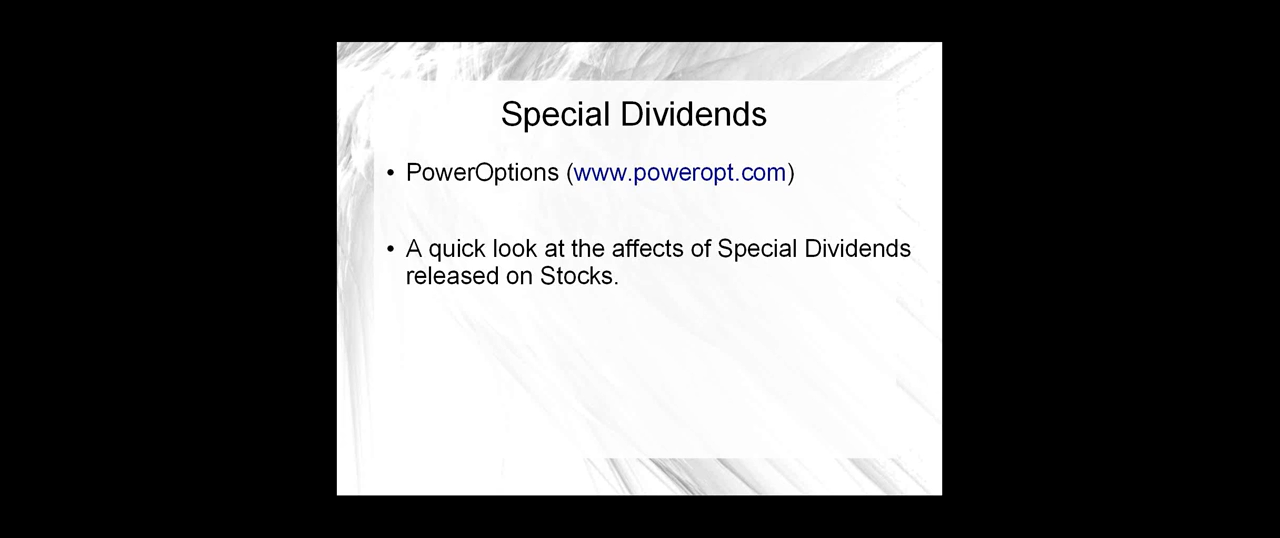 Special Dividends
• PowerOptions (www.poweropt.com)
• A quick look at the affects of Special Dividends
released on Stocks.